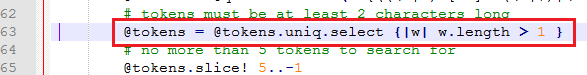 62 # tokens must be at least 2 characters long
63 @tokens = @tokens.uniq.select {|w| w.length > 1 }
64 # no more than 5 tokens to search for
65 @tokens.slice! 5..-1